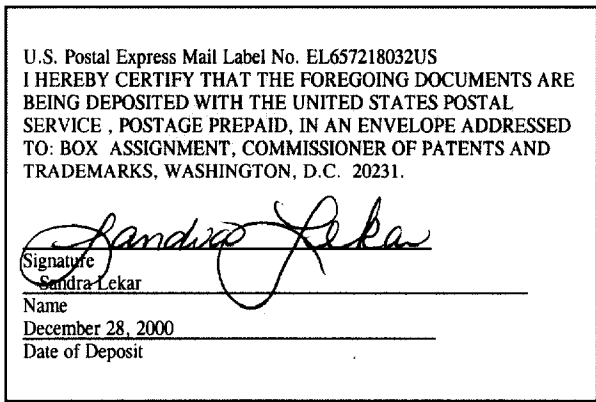 U.S. Postal Express Mail Label No. EL657218032US
I HEREBY CERTIFY THAT THE FOREGOING DOCUMENTS ARE
BEING DEPOSITED WITH THE UNITED STATES POSTAL
SERVICE , POSTAGE PREPAID, IN AN ENVELOPE ADDRESSED
TO: BOX ASSIGNMENT, COMMISSIONER OF PATENTS AND
TRADEMARKS, WASHINGTON, D.C. 20231.
Sandra Lekar
Signature
Sandra Lekar
Name
December 28, 2000
Date of Deposit